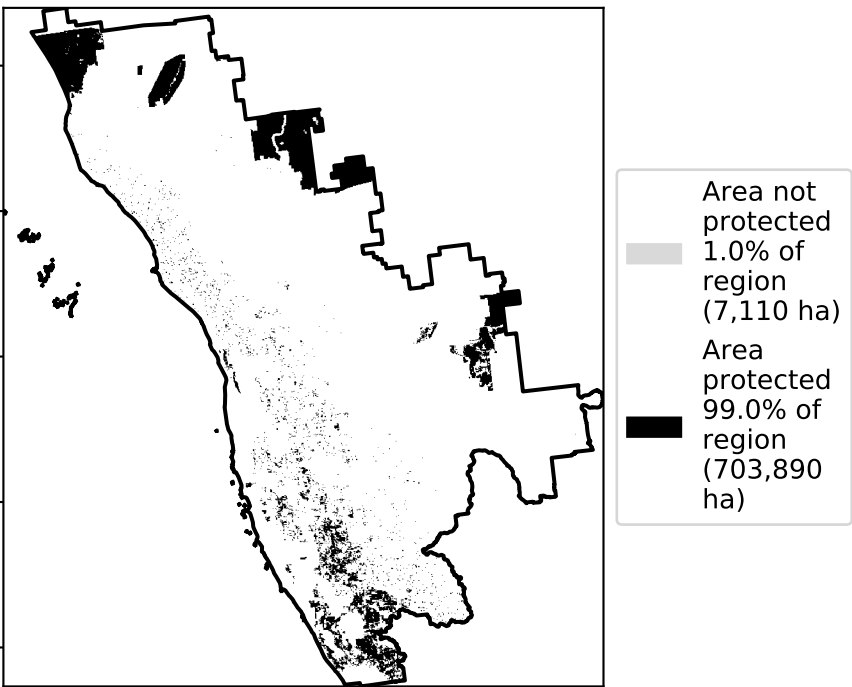 Area not
protected
1.0% of
region
(7,110 ha)
Area
protected
99.0% of
region
(703,890
ha)